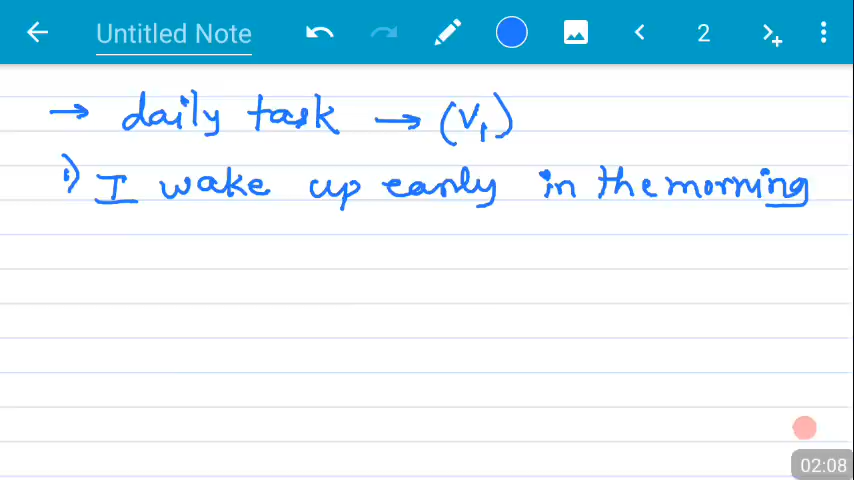 Untitled Note 2
→ daily task → (V1)
1) I wake up early in the morning
02:08